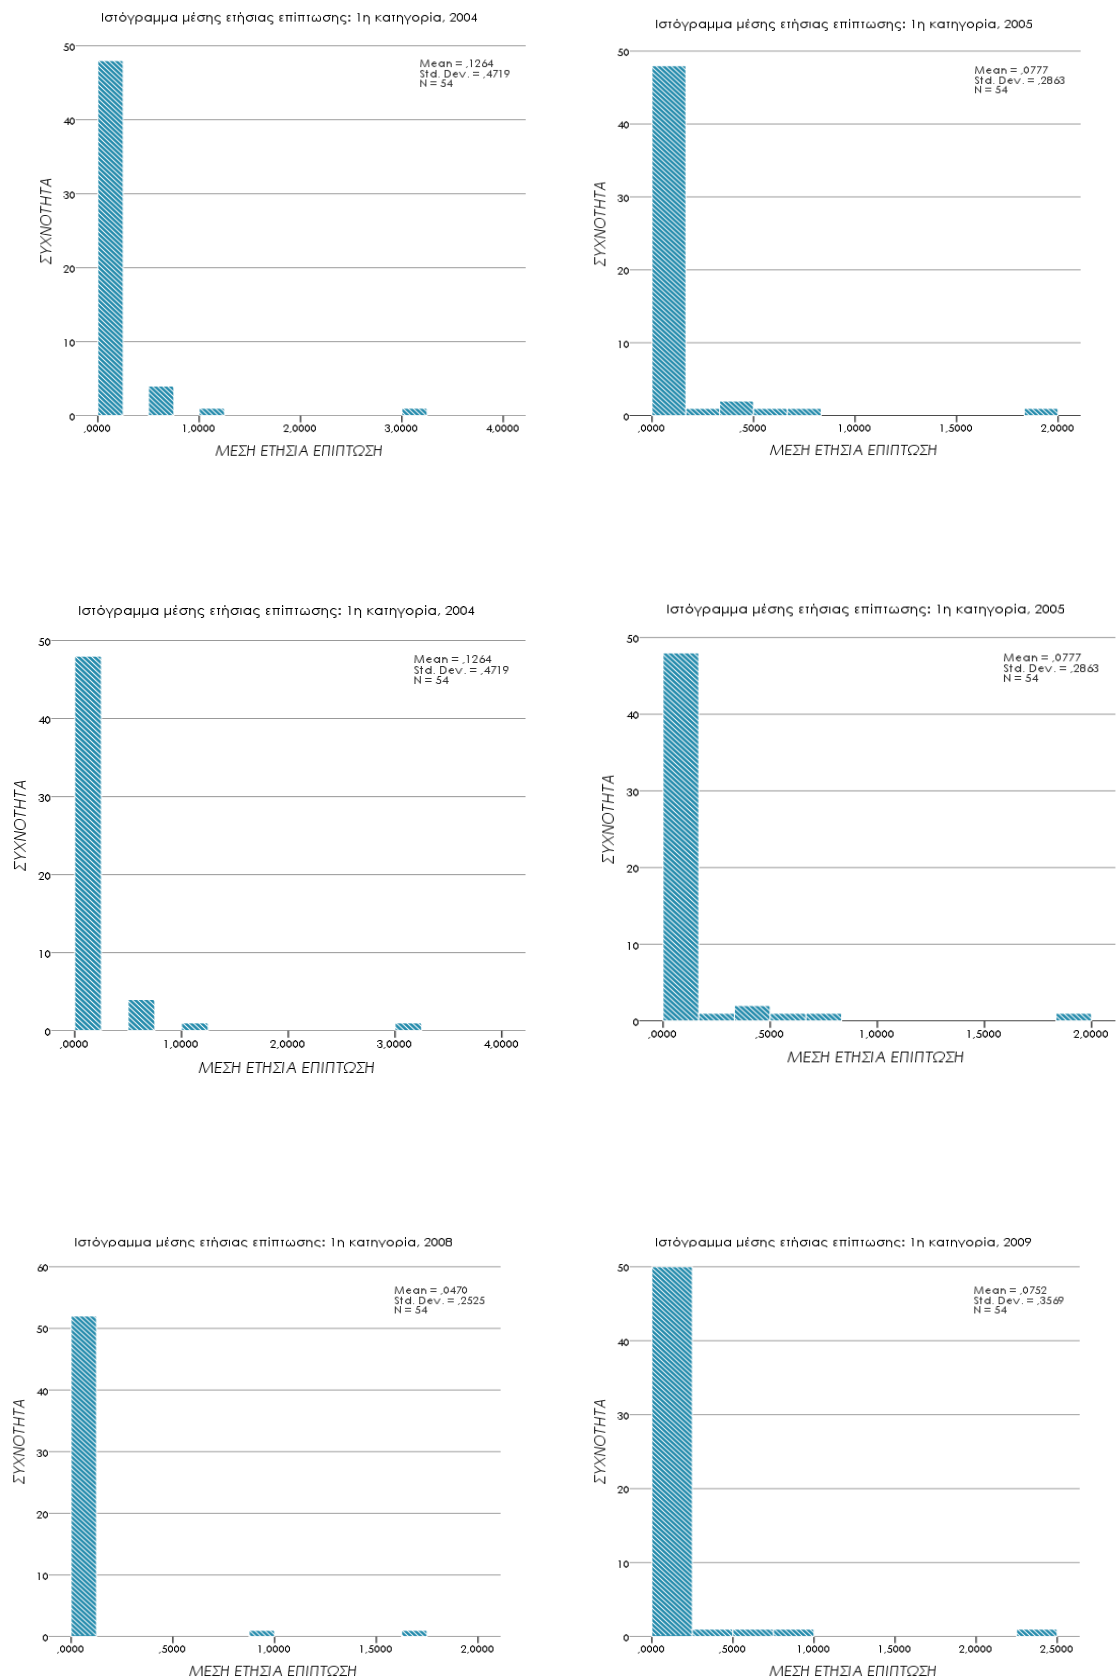 Ιστόγραμμα μέσης ετήσιας επίπτωσης: 1η κατηγορία, 2004
Mean = ,1264
Std. Dev. = ,4719
N = 54
50
40
30
20
10
0
ΣΥΧΝΟΤΗΤΑ
,0000 1,0000 2,0000 3,0000 4,0000
ΜΕΣΗ ΕΤΗΣΙΑ ΕΠΙΠΤΩΣΗ
Ιστόγραμμα μέσης ετήσιας επίπτωσης: 1η κατηγορία, 2005
Mean = ,0777
Std. Dev. = ,2863
N = 54
50
40
30
20
10
0
ΣΥΧΝΟΤΗΤΑ
,0000 ,5000 1,0000 1,5000 2,0000
ΜΕΣΗ ΕΤΗΣΙΑ ΕΠΙΠΤΩΣΗ
Ιστόγραμμα μέσης ετήσιας επίπτωσης: 1η κατηγορία, 2004
Mean = ,1264
Std. Dev. = ,4719
N = 54
50
40
30
20
10
0
ΣΥΧΝΟΤΗΤΑ
,0000 1,0000 2,0000 3,0000 4,0000
ΜΕΣΗ ΕΤΗΣΙΑ ΕΠΙΠΤΩΣΗ
Ιστόγραμμα μέσης ετήσιας επίπτωσης: 1η κατηγορία, 2005
Mean = ,0777
Std. Dev. = ,2863
N = 54
50
40
30
20
10
0
ΣΥΧΝΟΤΗΤΑ
,0000 ,5000 1,0000 1,5000 2,0000
ΜΕΣΗ ΕΤΗΣΙΑ ΕΠΙΠΤΩΣΗ
Ιστόγραμμα μέσης ετήσιας επίπτωσης: 1η κατηγορία, 2008
Mean = ,0470
Std. Dev. = ,2525
N = 54
60
50
40
30
20
10
0
ΣΥΧΝΟΤΗΤΑ
,0000 ,5000 1,0000 1,5000 2,0000
ΜΕΣΗ ΕΤΗΣΙΑ ΕΠΙΠΤΩΣΗ
Ιστόγραμμα μέσης ετήσιας επίπτωσης: 1η κατηγορία, 2009
Mean = ,0752
Std. Dev. = ,3569
N = 54
50
40
30
20
10
0
ΣΥΧΝΟΤΗΤΑ
,0000 ,5000 1,0000 1,5000 2,0000 2,5000
ΜΕΣΗ ΕΤΗΣΙΑ ΕΠΙΠΤΩΣΗ